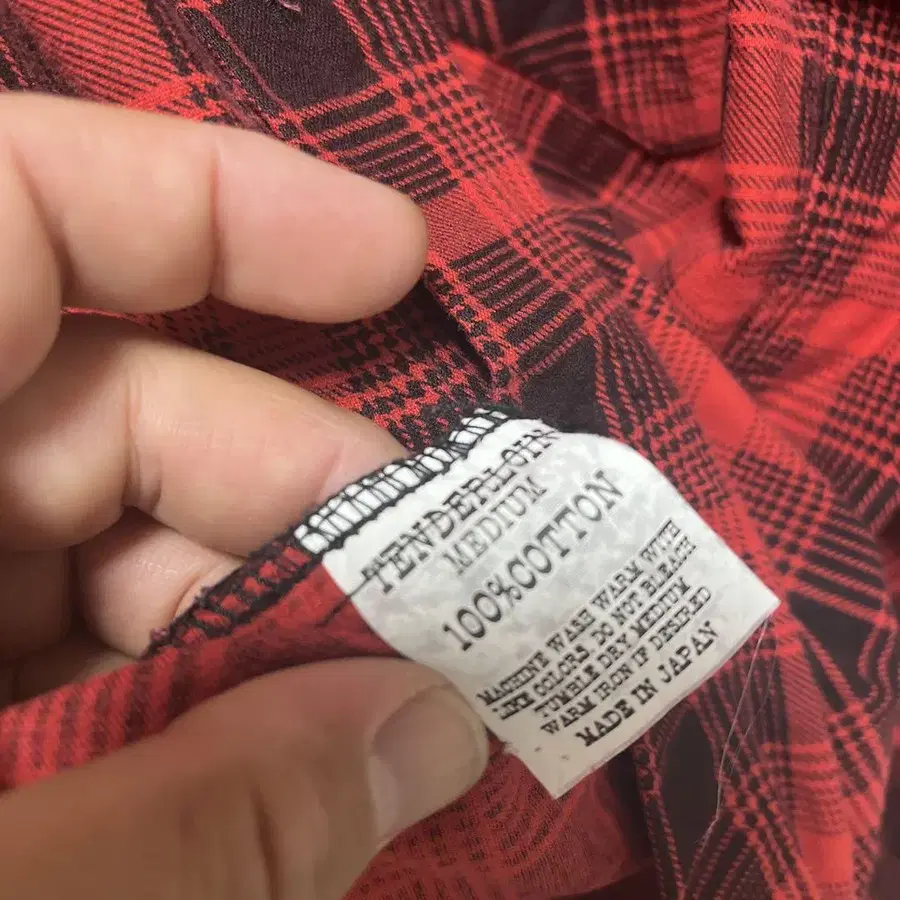 TENDERLOIN
MEDIUM
100%COTTON
MACHINE WASH WARM WITH
LIKE COLORS DO NOT BLEACH
TUMBLE DRY MEDIUM
WARM IRON IF DESIRED
MADE IN JAPAN